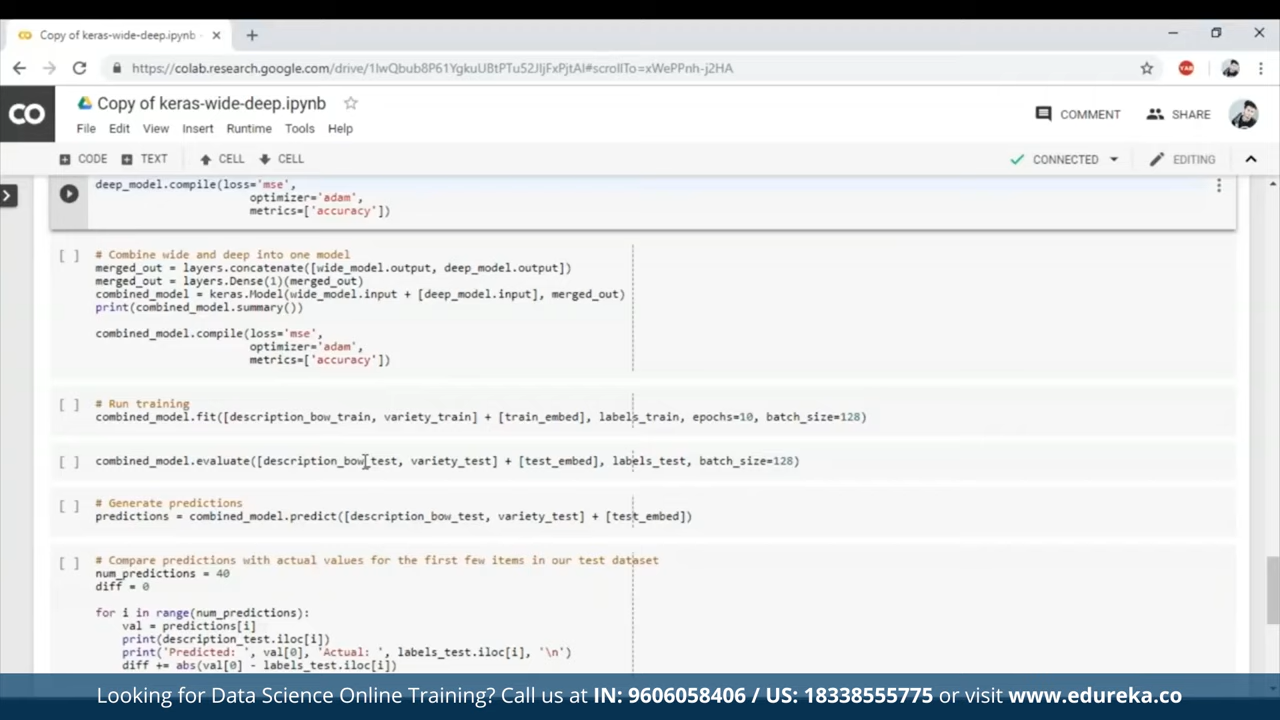 Copy of keras-wide-deep.ipynb -
https://colab.research.google.com/drive/1lwQbub8P61YgkuUBtPTu52JljFxPjtAl#scrollTo=xWePPnh-j2HA
CO
Copy of keras-wide-deep.ipynb
COMMENT
SHARE
File Edit View Insert Runtime Tools Help
CODE TEXT CELL CELL
CONNECTED
EDITING
deep_model.compile(loss='mse',
optimizer='adam',
metrics=['accuracy'])
[ ] # Combine wide and deep into one model
merged_out = layers.concatenate([wide_model.output, deep_model.output])
merged_out = layers.Dense(1)(merged_out)
combined_model = keras.Model(wide_model.input + [deep_model.input], merged_out)
print(combined_model.summary())
combined_model.compile(loss='mse',
optimizer='adam',
metrics=['accuracy'])
[ ] # Run training
combined_model.fit([description_bow_train, variety_train] + [train_embed], labels_train, epochs=10, batch_size=128)
[ ] combined_model.evaluate([description_bow_test, variety_test] + [test_embed], labels_test, batch_size=128)
[ ] # Generate predictions
predictions = combined_model.predict([description_bow_test, variety_test] + [test_embed])
[ ] # Compare predictions with actual values for the first few items in our test dataset
num_predictions = 40
diff = 0
for i in range(num_predictions):
val = predictions[i]
print(description_test.iloc[i])
print('Predicted: ', val[0], 'Actual: ', labels_test.iloc[i], '\n')
diff += abs(val[0] - labels_test.iloc[i])
Looking for Data Science Online Training? Call us at IN: 9606058406 / US: 18338555775 or visit www.edureka.co